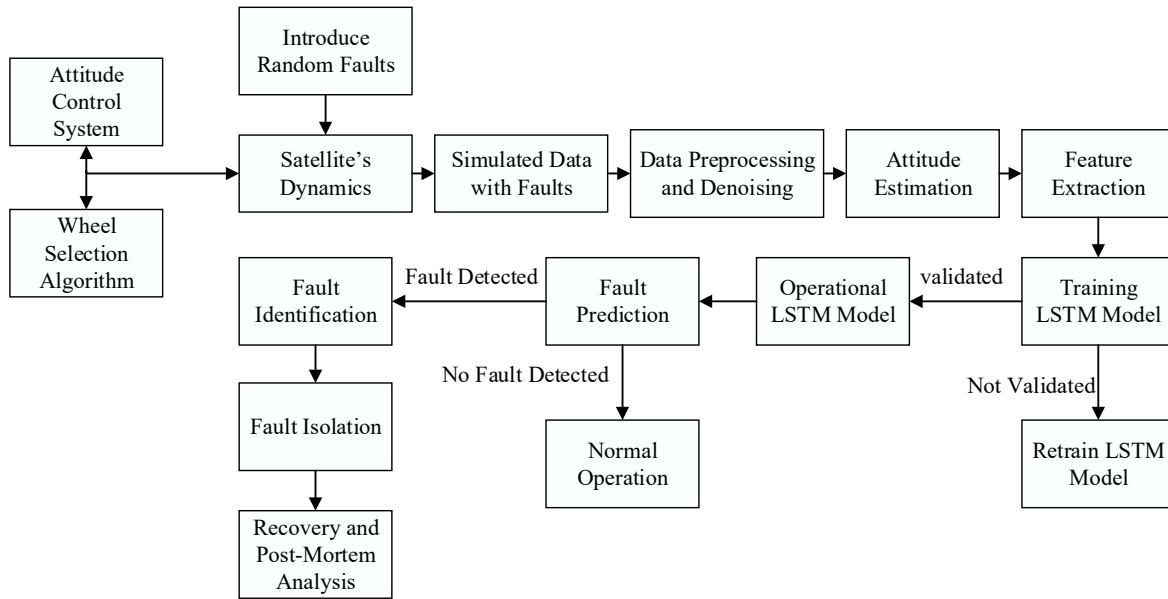 Introduce
Random Faults
Attitude
Control
System
Satellite’s
Dynamics
Simulated Data
with Faults
Data Preprocessing
and Denoising
Attitude
Estimation
Feature
Extraction
Wheel
Selection
Algorithm
Fault
Identification
Fault Detected
Fault
Prediction
Operational
LSTM Model
validated
Training
LSTM Model
No Fault Detected
Not Validated
Fault Isolation
Normal
Operation
Retrain LSTM
Model
Recovery and
Post-Mortem
Analysis